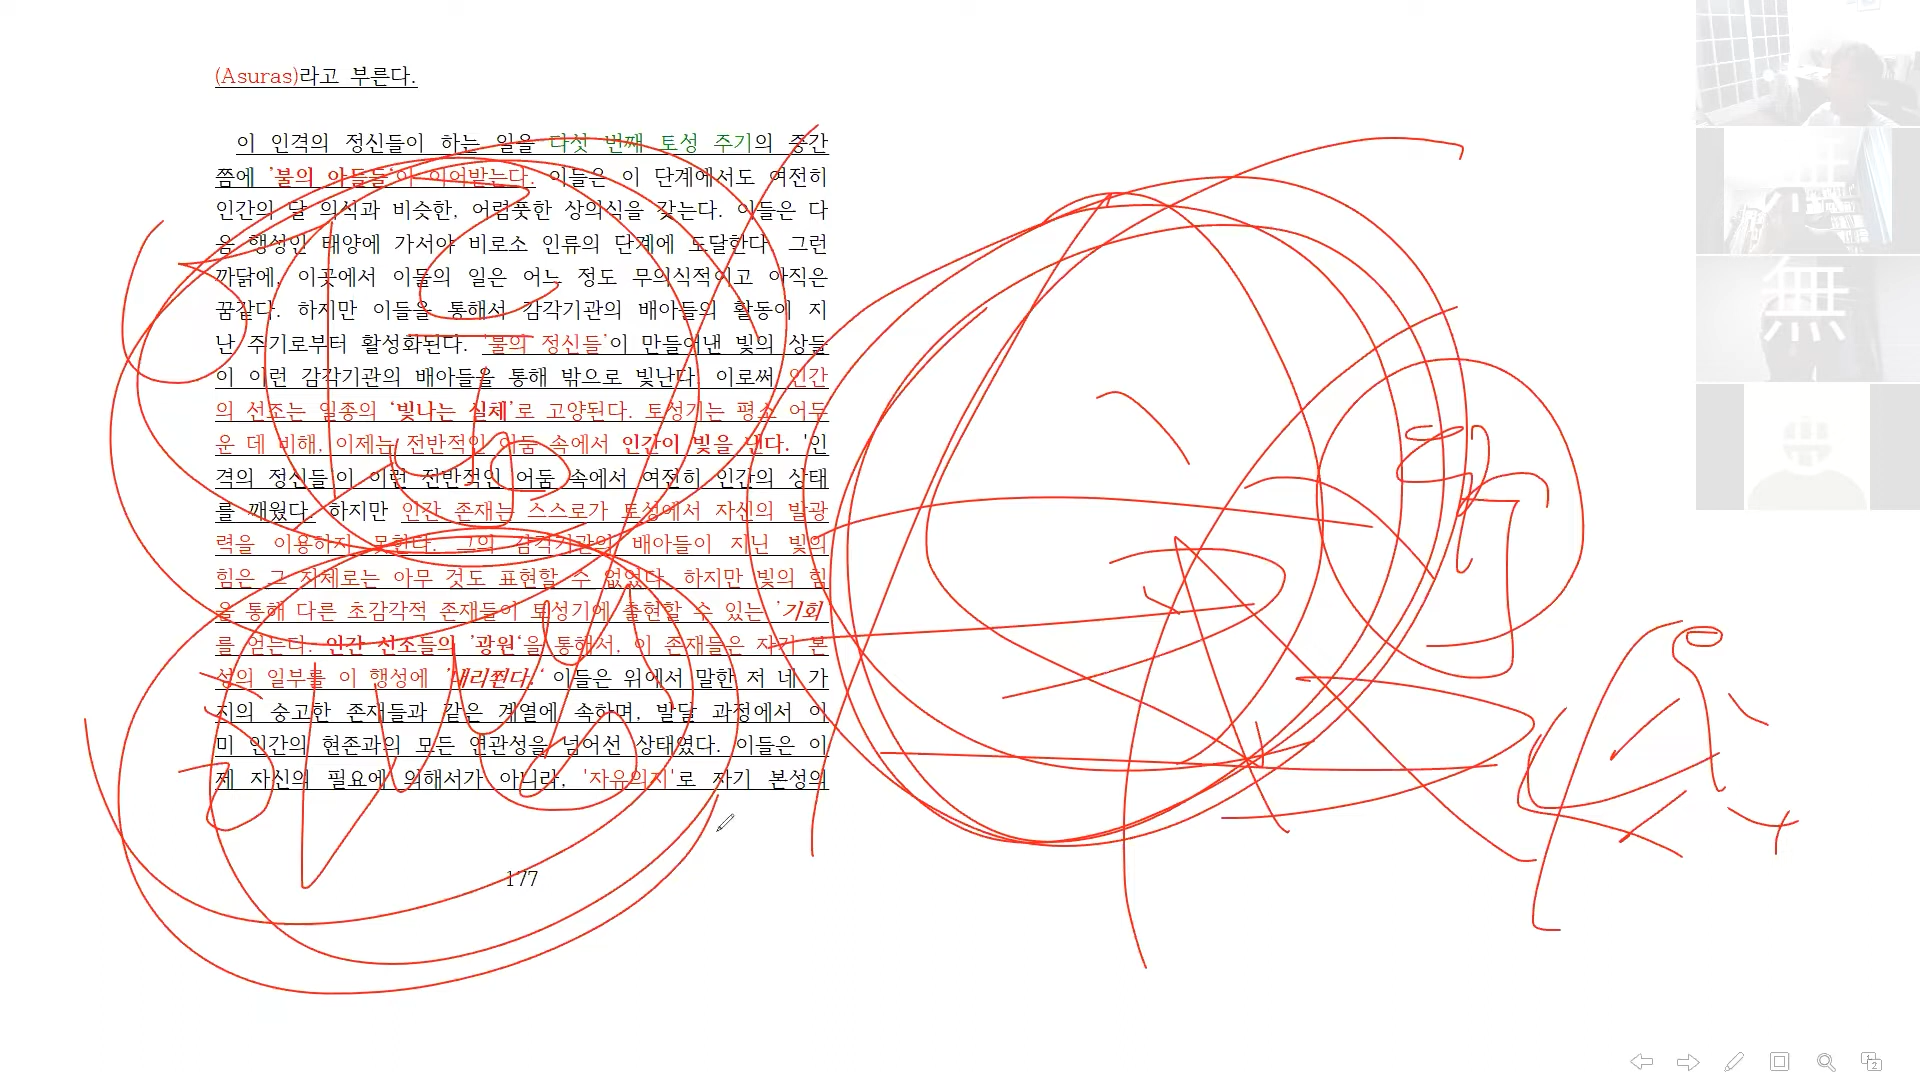 (Asuras)라고 부른다.
이 인격의 정신들이 하는 일을 다섯 번째 토성 주기의 중간
쯤에 '불의 아들들'이 이어받는다. 이들은 이 단계에서도 여전히
인간의 달 의식과 비슷한, 어렴풋한 상의식을 갖는다. 이들은 다
음 행성인 태양에 가서야 비로소 인류의 단계에 도달한다. 그런
까닭에, 이곳에서 이들의 일은 어느 정도 무의식적이고 아직은
꿈같다. 하지만 이들을 통해서 감각기관의 배아들의 활동이 지
난 주기로부터 활성화된다. '불의 정신들'이 만들어낸 빛의 상들
이 이런 감각기관의 배아들을 통해 밖으로 빛난다. 이로써 인간
의 선조는 일종의 '빛나는 실체'로 고양된다. 토성기는 평소 어두
운 데 비해, 이제는 전반적인 어둠 속에서 인간이 빛을 낸다. '인
격의 정신들'이 이런 전반적인 어둠 속에서 여전히 인간의 상태
를 깨웠다. 하지만 인간 존재는 스스로가 토성에서 자신의 발광
력을 이용하지 못한다. 그의 감각기관의 배아들이 지닌 빛의
힘은 그 자체로는 아무 것도 표현할 수 없었다. 하지만 빛의 힘
을 통해 다른 초감각적 존재들이 토성기에 출현할 수 있는 '기회'
를 얻는다. 인간 선조들의 '광원'을 통해서, 이 존재들은 자기 본
성의 일부를 이 행성에 '내리쬔다.' 이들은 위에서 말한 저 네 가
지의 숭고한 존재들과 같은 계열에 속하며, 발달 과정에서 이
미 인간의 현존과의 모든 연관성을 넘어선 상태였다. 이들은 이
제 자신의 필요에 의해서가 아니라, '자유의지'로 자기 본성의
177
無
無